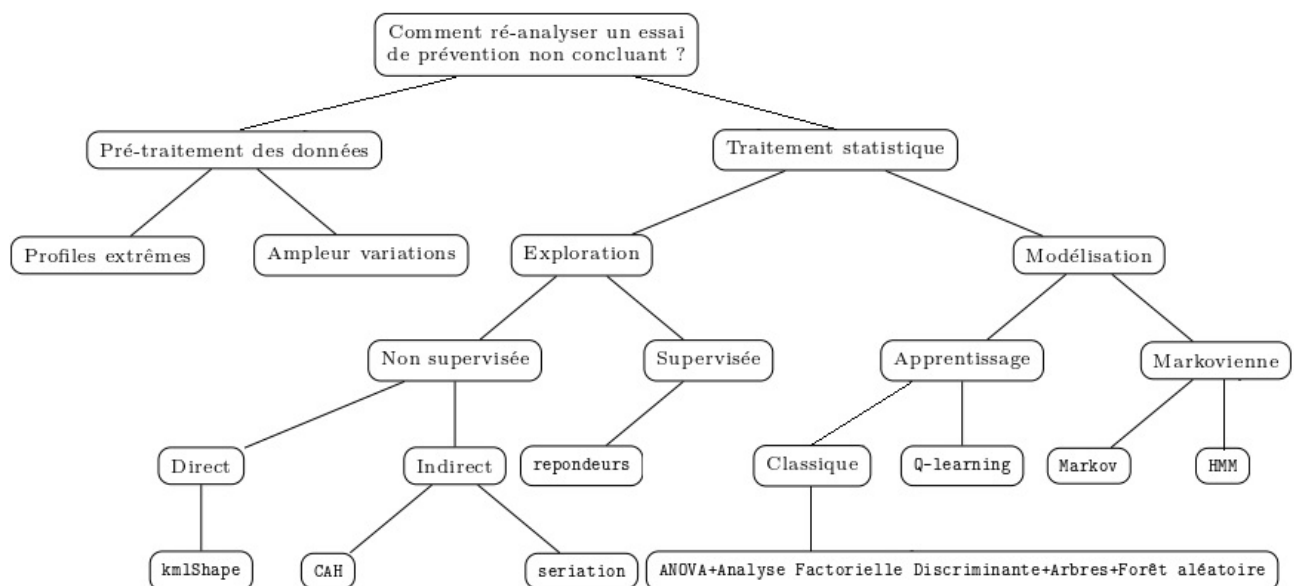 Comment ré-analyser un essai
de prévention non concluant ?
Pré-traitement des données
Traitement statistique
Profiles extrêmes
Ampleur variations
Exploration
Modélisation
Non supervisée
Supervisée
Apprentissage
Markovienne
Direct
Indirect
repondeurs
Classique
Q-learning
Markov
HMM
kmlShape
CAH
seriation
ANOVA+Analyse Factorielle Discriminante+Arbres+Forêt aléatoire